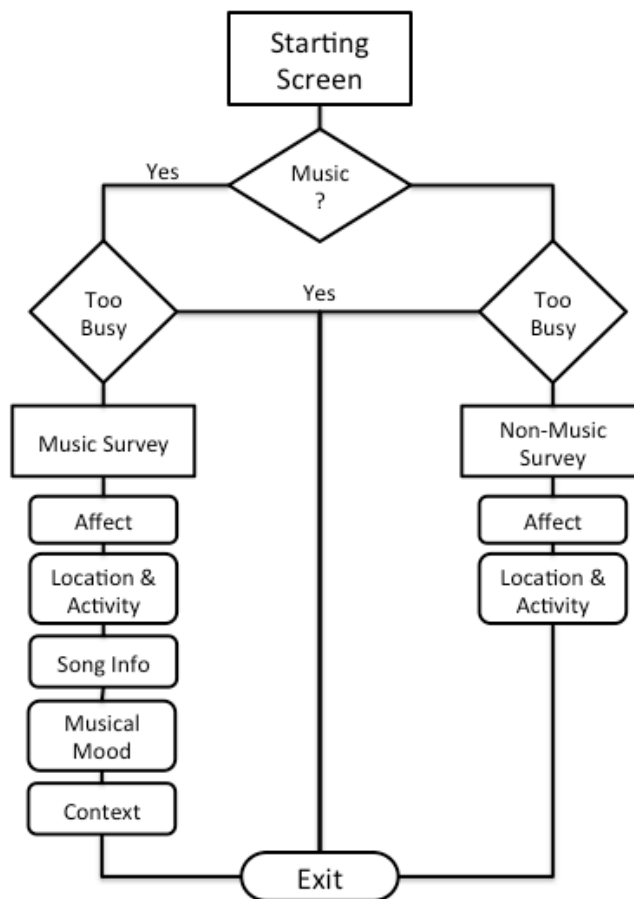 Starting
Screen
Yes
Music
?
Too
Busy
Yes
Too
Busy
Music Survey
Non-Music
Survey
Affect
Affect
Location &
Activity
Location &
Activity
Song Info
Musical
Mood
Context
Exit